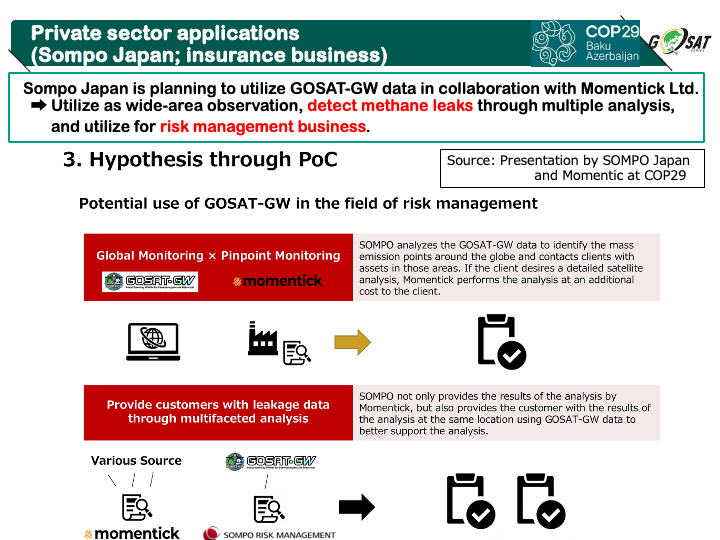 Private sector applications
(Sompo Japan; insurance business)
COP29
Baku
Azerbaijan
GOSAT
Sompo Japan is planning to utilize GOSAT-GW data in collaboration with Momentick Ltd.
➡ Utilize as wide-area observation, detect methane leaks through multiple analysis,
and utilize for risk management business.
3. Hypothesis through PoC
Source: Presentation by SOMPO Japan
and Momentic at COP29
Potential use of GOSAT-GW in the field of risk management
Global Monitoring × Pinpoint Monitoring
GOSAT-GW
momentick
SOMPO analyzes the GOSAT-GW data to identify the mass
emission points around the globe and contacts clients with
assets in those areas. If the client desires a detailed satellite
analysis, Momentick performs the analysis at an additional
cost to the client.
Provide customers with leakage data
through multifaceted analysis
SOMPO not only provides the results of the analysis by
Momentick, but also provides the customer with the results of
the analysis at the same location using GOSAT-GW data to
better support the analysis.
Various Source
GOSAT-GW
momentick
SOMPO RISK MANAGEMENT